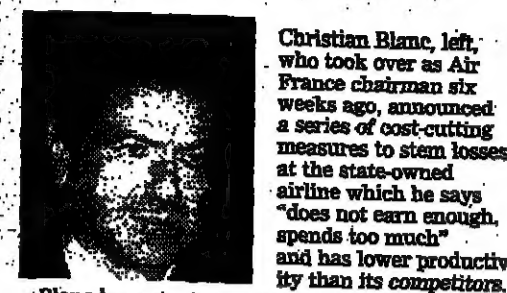 Christian Blanc, left,
who took over as Air
France chairman six
weeks ago, announced
a series of cost-cutting
measures to stem losses
at the state-owned
airline which he says
"does not earn enough,
spends too much"
and has lower productiv-
ity than its competitors.